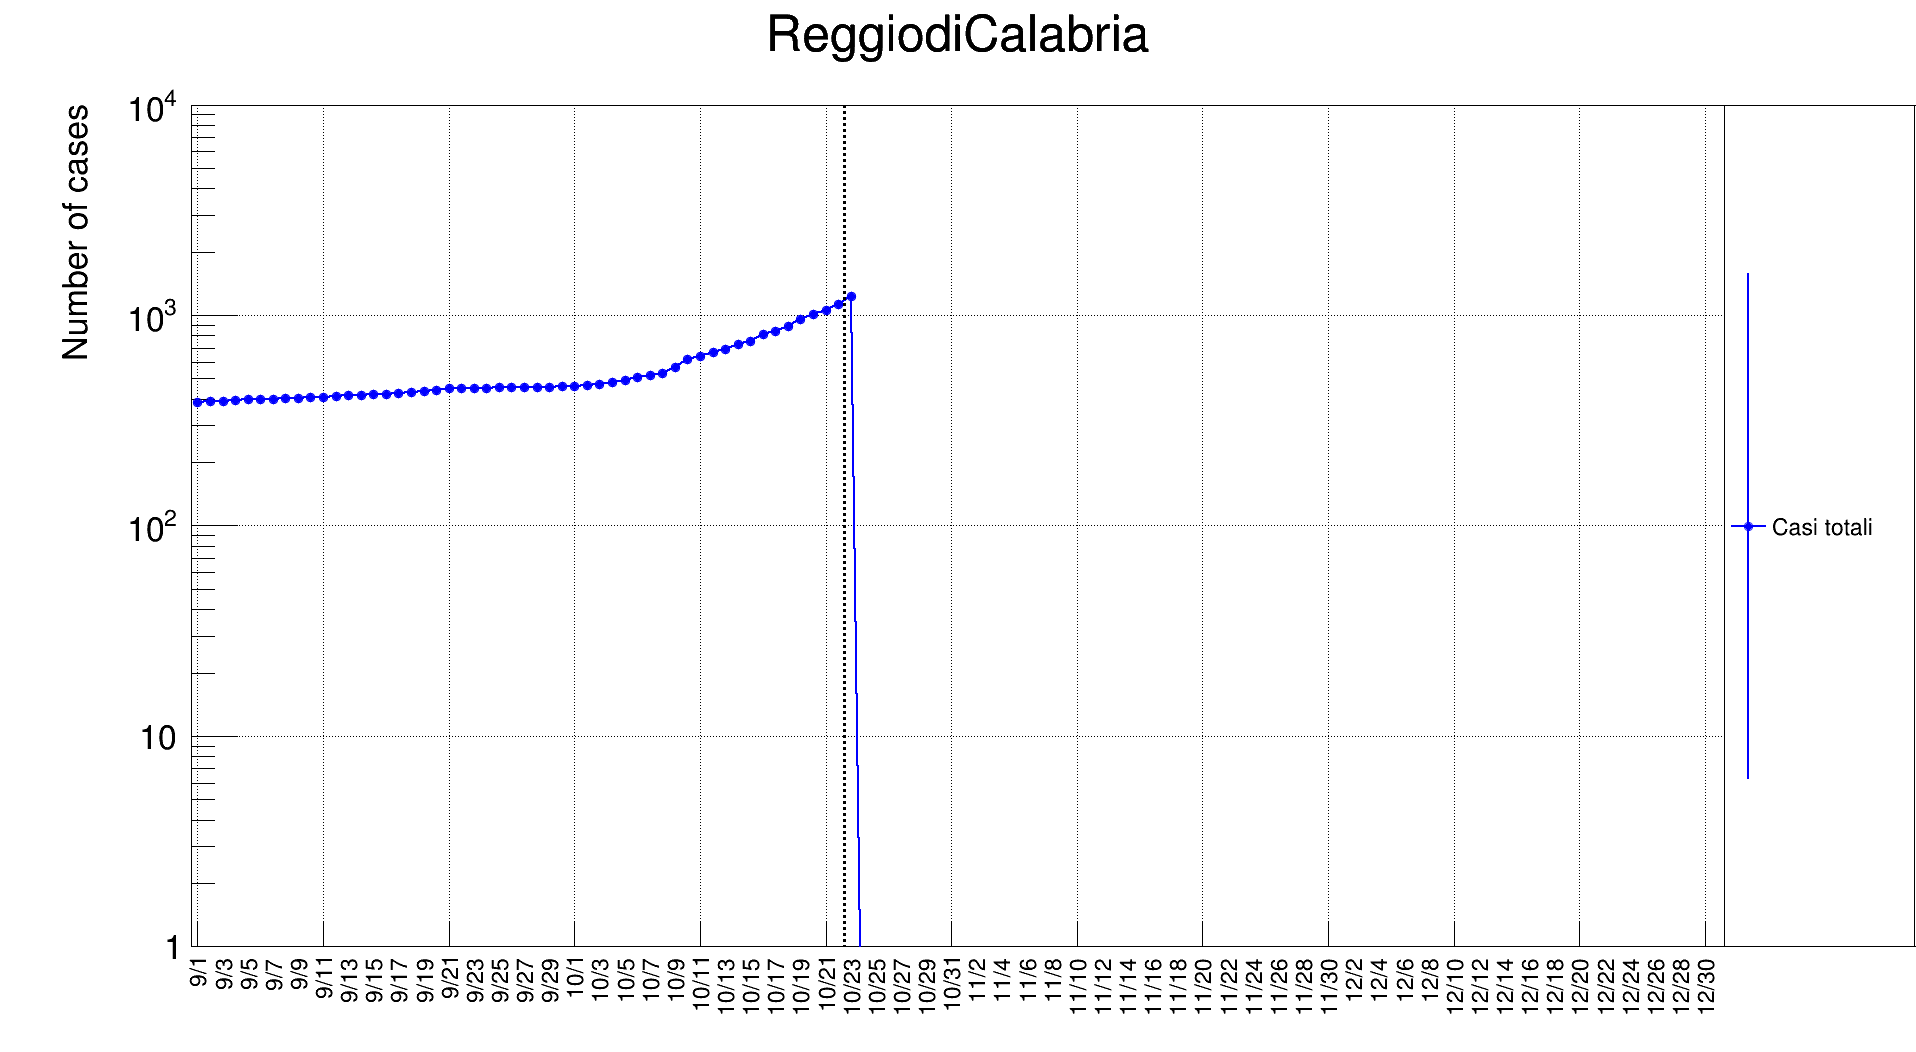 ReggiodiCalabria
Number of cases
10^4
10^3
10^2
10
1
9/1 9/3 9/5 9/7 9/9 9/11 9/13 9/15 9/17 9/19 9/21 9/23 9/25 9/27 9/29 10/1 10/3 10/5 10/7 10/9 10/11 10/13 10/15 10/17 10/19 10/21 10/23 10/25 10/27 10/29 10/31 11/2 11/4 11/6 11/8 11/10 11/12 11/14 11/16 11/18 11/20 11/22 11/24 11/26 11/28 11/30 12/2 12/4 12/6 12/8 12/10 12/12 12/14 12/16 12/18 12/20 12/22 12/24 12/26 12/28 12/30
Casi totali